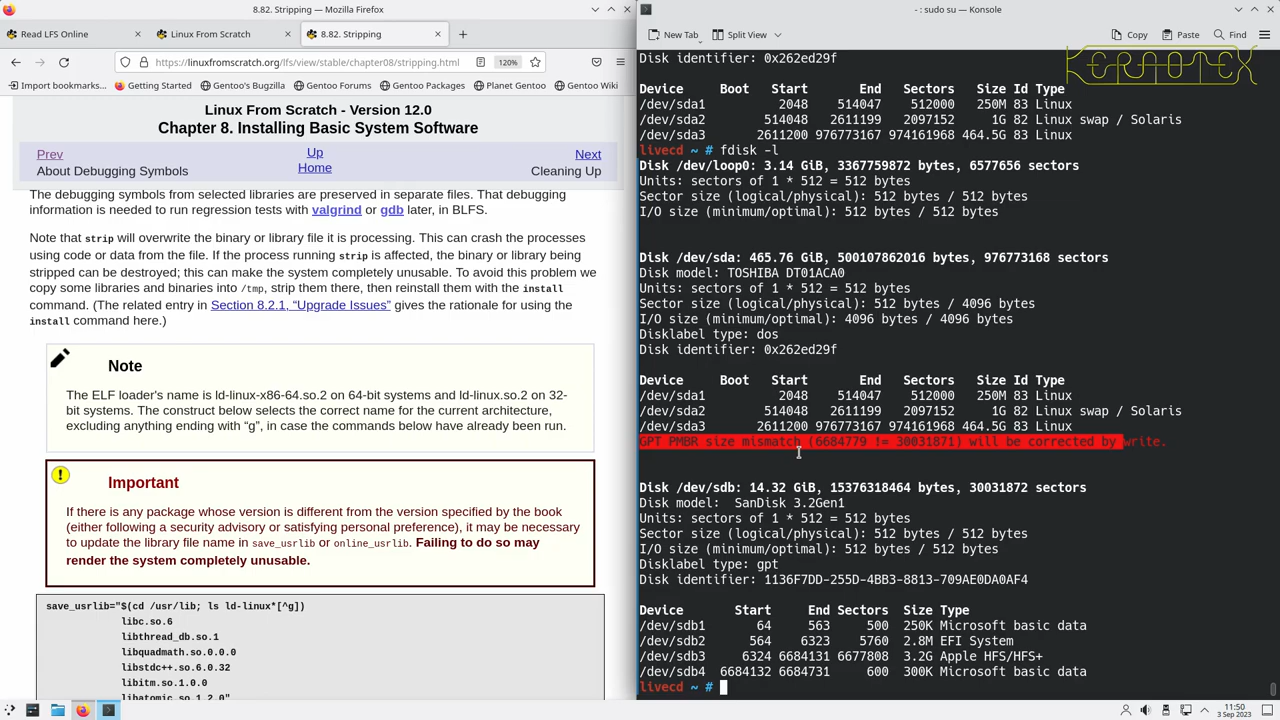 8.82. Stripping — Mozilla Firefox
Read LFS Online
Linux From Scratch
8.82. Stripping
https://linuxfromscratch.org/lfs/view/stable/chapter08/stripping.html
120%
Import bookmarks...
Getting Started
Gentoo's Bugzilla
Gentoo Packages
Planet Gentoo
Gentoo Wiki
Linux From Scratch - Version 12.0
Chapter 8. Installing Basic System Software
Prev
Up
Next
About Debugging Symbols
Home
Cleaning Up
The debugging symbols from selected libraries are preserved in separate files. That debugging
information is needed to run regression tests with valgrind or gdb later, in BLFS.
Note that strip will overwrite the binary or library file it is processing. This can crash the processes
using code or data from the file. If the process running strip is affected, the binary or library being
stripped can be destroyed; this can make the system completely unusable. To avoid this problem we
copy some libraries and binaries into /tmp, strip them there, then reinstall them with the install
command. (The related entry in Section 8.2.1, “Upgrade Issues” gives the rationale for using the
install command here.)
Note
The ELF loader's name is ld-linux-x86-64.so.2 on 64-bit systems and ld-linux.so.2 on 32-
bit systems. The construct below selects the correct name for the current architecture,
excluding anything ending with “g”, in case the commands below have already been run.
Important
If there is any package whose version is different from the version specified by the book
(either following a security advisory or satisfying personal preference), it may be necessary
to update the library file name in save_usrlib or online_usrlib. Failing to do so may
render the system completely unusable.
save_usrlib="$(cd /usr/lib; ls ld-linux*[^g])
libc.so.6
libthread_db.so.1
libquadmath.so.0.0.0
libstdc++.so.6.0.32
libitm.so.1.0.0
libatomic.so.1.2.0"
- : sudo su — Konsole
New Tab
Split View
Copy
Paste
Find
KERNOTEX
Disk identifier: 0x262ed29f
Device Boot Start End Sectors Size Id Type
/dev/sda1 2048 514047 512000 250M 83 Linux
/dev/sda2 514048 2611199 2097152 1G 82 Linux swap / Solaris
/dev/sda3 2611200 976773167 974161968 464.5G 83 Linux
livecd ~ # fdisk -l
Disk /dev/loop0: 3.14 GiB, 3367759872 bytes, 6577656 sectors
Units: sectors of 1 * 512 = 512 bytes
Sector size (logical/physical): 512 bytes / 512 bytes
I/O size (minimum/optimal): 512 bytes / 512 bytes
Disk /dev/sda: 465.76 GiB, 500107862016 bytes, 976773168 sectors
Disk model: TOSHIBA DT01ACA0
Units: sectors of 1 * 512 = 512 bytes
Sector size (logical/physical): 512 bytes / 4096 bytes
I/O size (minimum/optimal): 4096 bytes / 4096 bytes
Disklabel type: dos
Disk identifier: 0x262ed29f
Device Boot Start End Sectors Size Id Type
/dev/sda1 2048 514047 512000 250M 83 Linux
/dev/sda2 514048 2611199 2097152 1G 82 Linux swap / Solaris
/dev/sda3 2611200 976773167 974161968 464.5G 83 Linux
GPT PMBR size mismatch (6684779 != 30031871) will be corrected by write.
Disk /dev/sdb: 14.32 GiB, 15376318464 bytes, 30031872 sectors
Disk model: SanDisk 3.2Gen1
Units: sectors of 1 * 512 = 512 bytes
Sector size (logical/physical): 512 bytes / 512 bytes
I/O size (minimum/optimal): 512 bytes / 512 bytes
Disklabel type: gpt
Disk identifier: 1136F7DD-255D-4BB3-8813-709AE0DA0AF4
Device Start End Sectors Size Type
/dev/sdb1 64 563 500 250K Microsoft basic data
/dev/sdb2 564 6323 5760 2.8M EFI System
/dev/sdb3 6324 6684131 6677808 3.2G Apple HFS/HFS+
/dev/sdb4 6684132 6684731 600 300K Microsoft basic data
livecd ~ #
11:50
3 Sep 2023